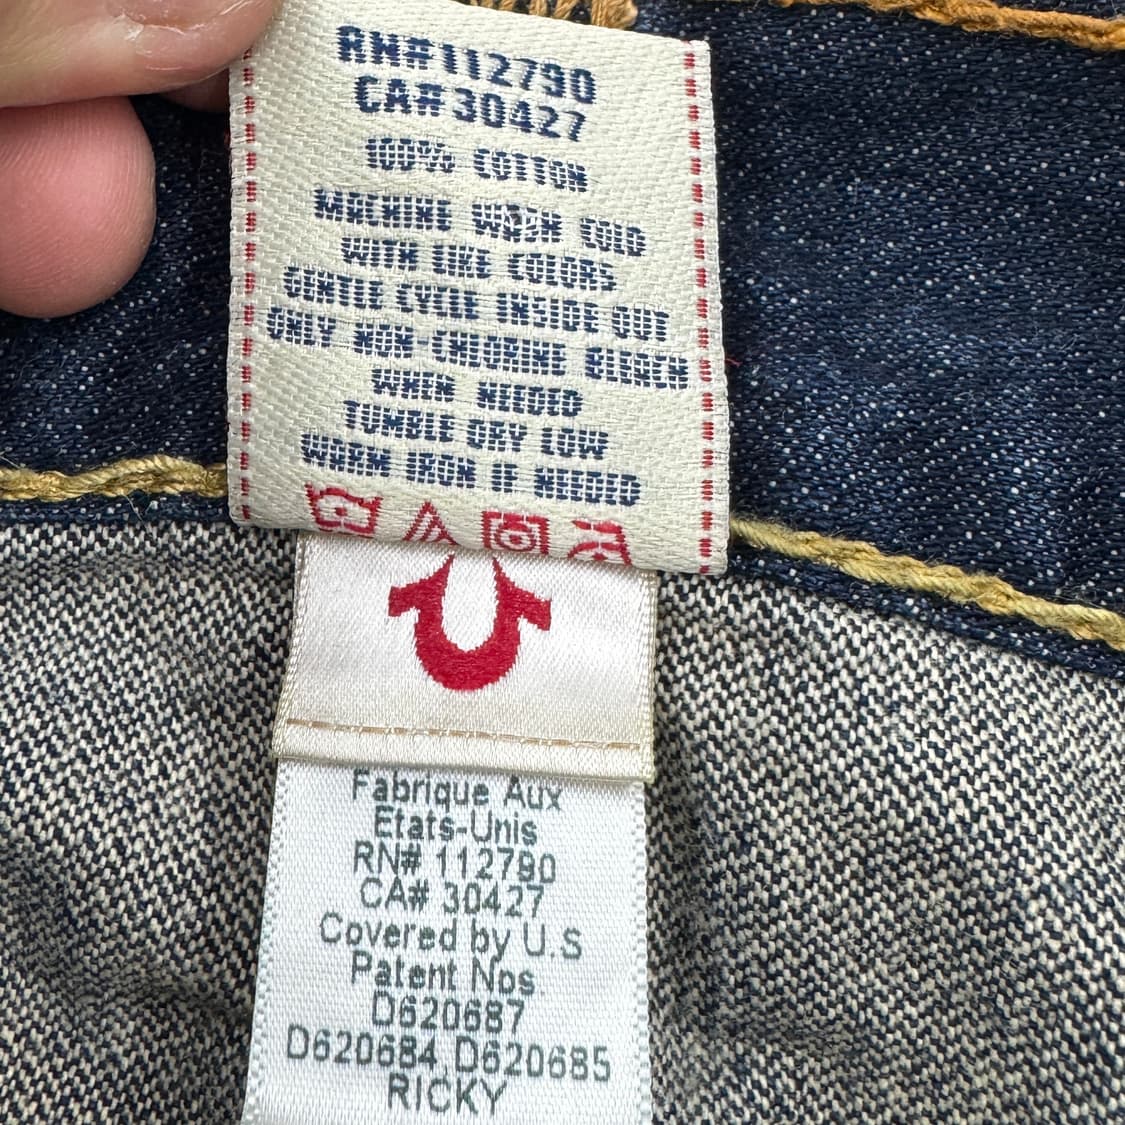 RN#112790
CA#30427
100% COTTON
MACHINE WASH COLD
WITH LIKE COLORS
GENTLE CYCLE INSIDE OUT
ONLY NON-CHLORINE BLEACH
WHEN NEEDED
TUMBLE DRY LOW
WARM IRON IF NEEDED
Fabrique Aux
Etats-Unis
RN# 112790
CA# 30427
Covered by U.S
Patent Nos
D620687
D620684,D620685
RICKY